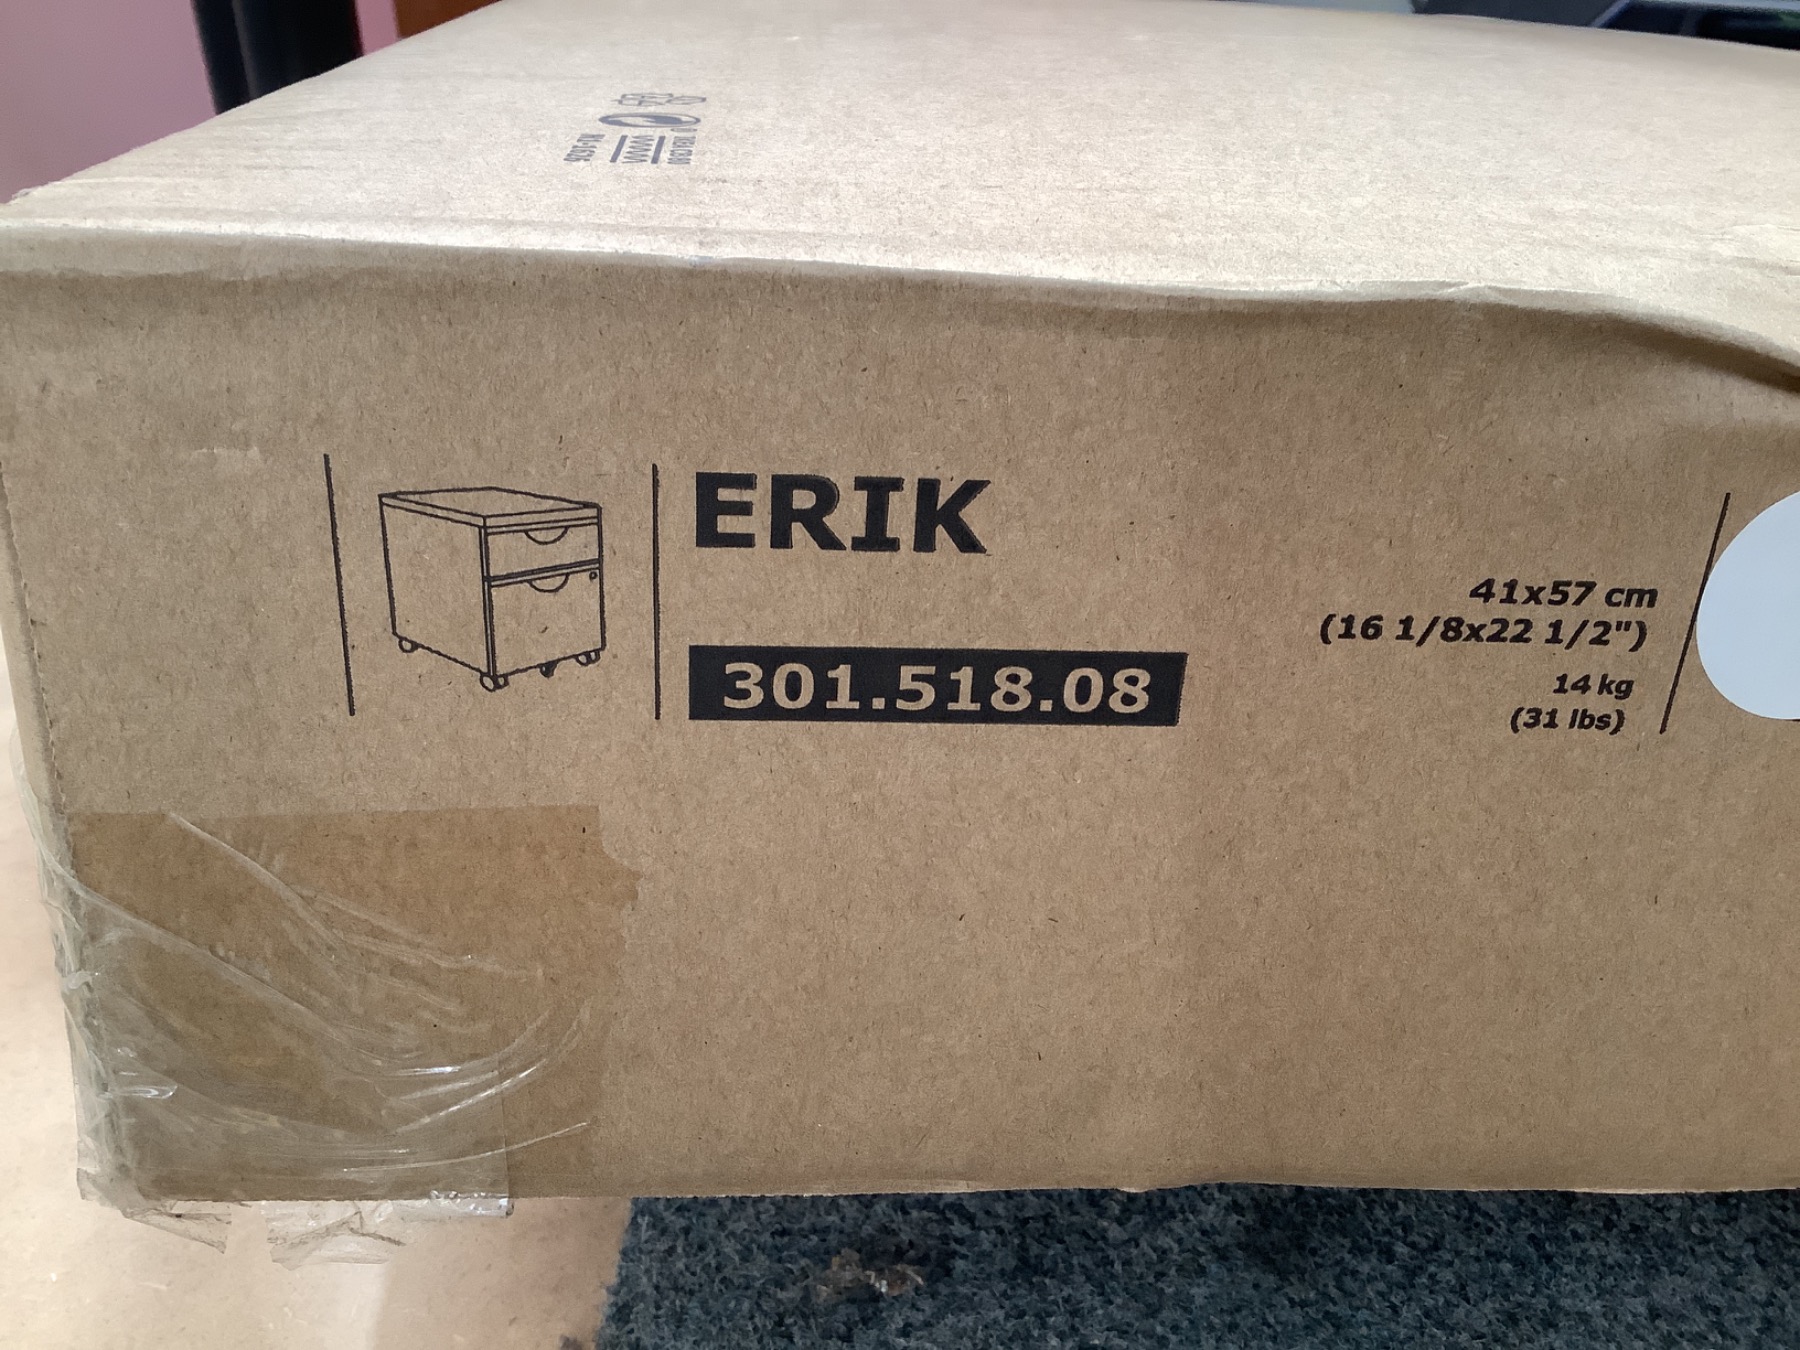 ERIK
301.518.08
41x57 cm
(16 1/8x22 1/2")
14 kg
(31 lbs)